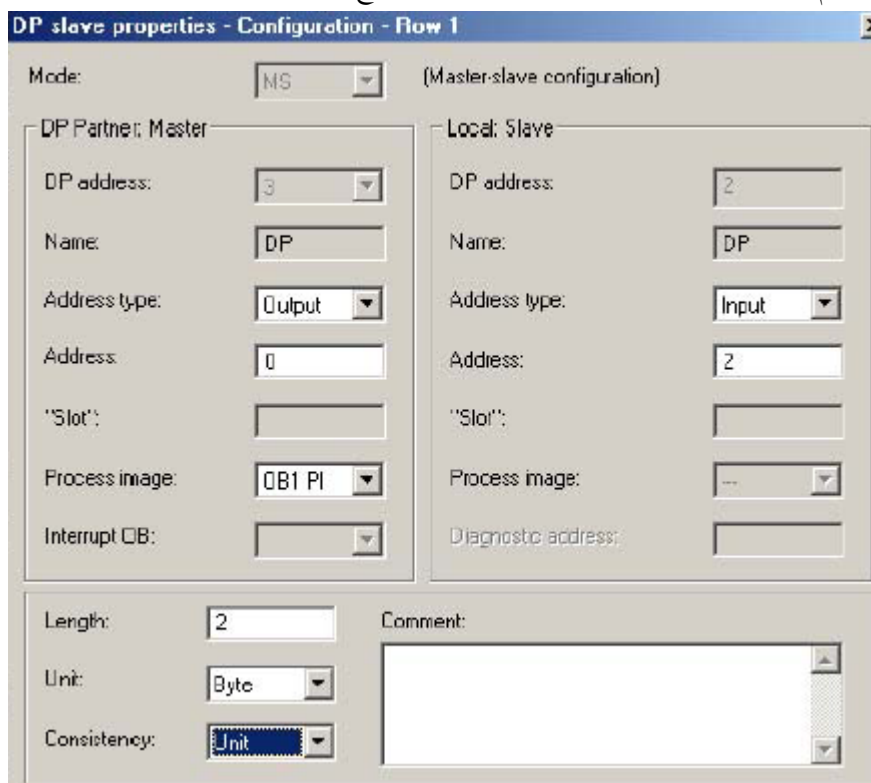 DP slave properties - Configuration - Row 1
Mode: MS (Master-slave configuration)
DP Partner: Master
DP address: 3
Name: DP
Address type: Output
Address: 0
"Slot":
Process image: OB1 PI
Interrupt OB:
Local: Slave
DP address: 2
Name: DP
Address type: Input
Address: 2
"Slot":
Process image: ---
Diagnostic address:
Length: 2
Unit: Byte
Consistency: Unit
Comment: